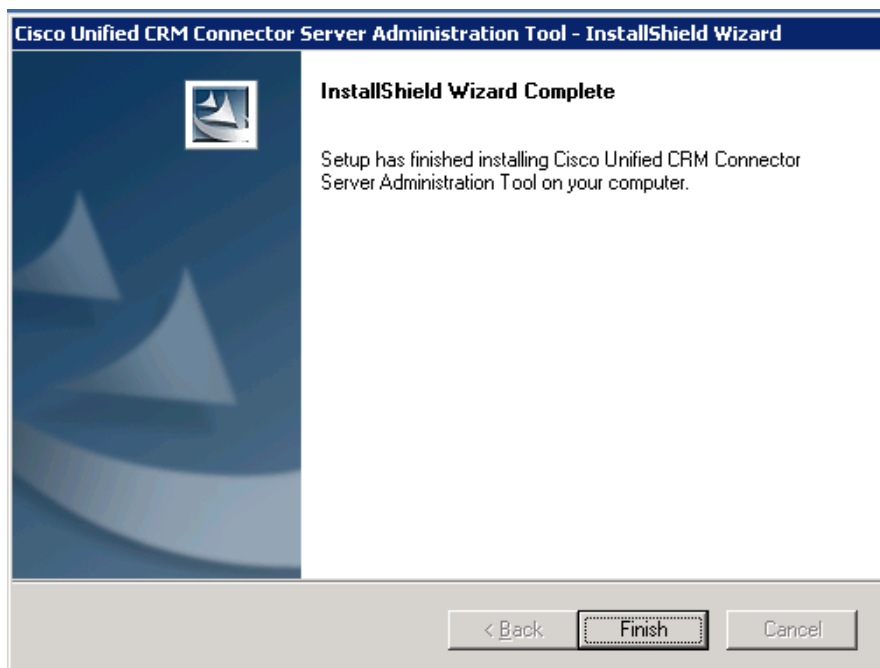 Cisco Unified CRM Connector Server Administration Tool - InstallShield Wizard
InstallShield Wizard Complete
Setup has finished installing Cisco Unified CRM Connector
Server Administration Tool on your computer.
< Back
Finish
Cancel